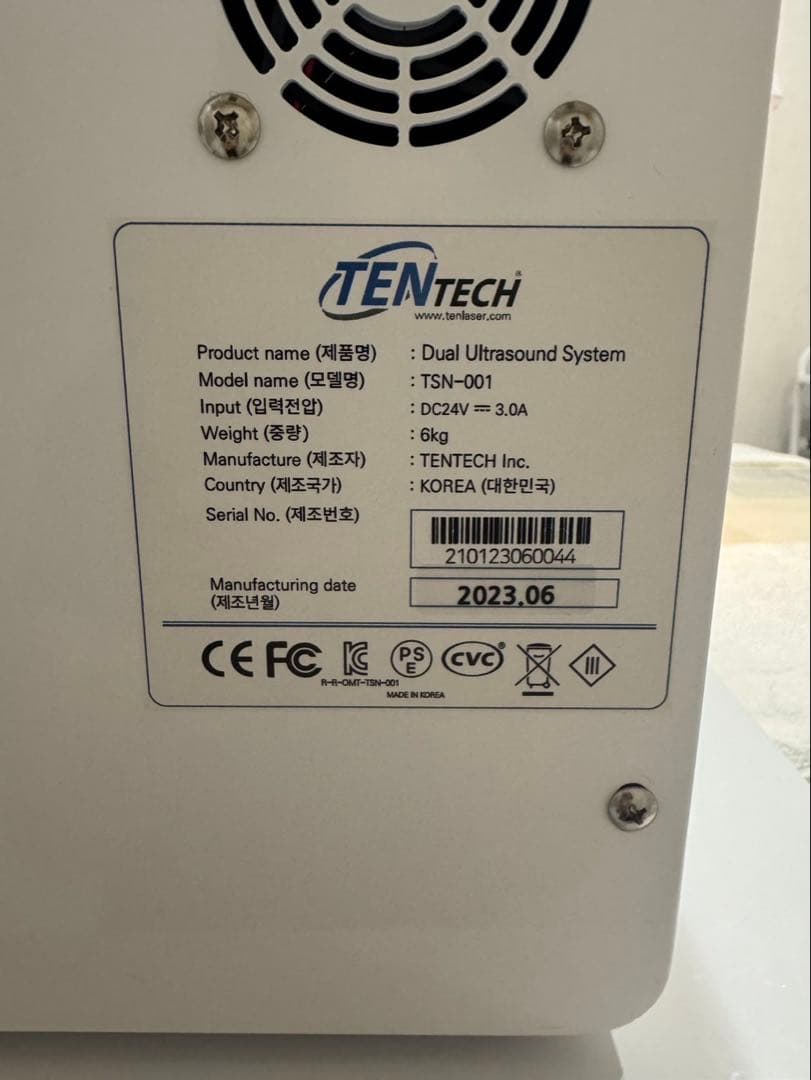 TENTECH®
www.tenlaser.com
Product name (제품명) : Dual Ultrasound System
Model name (모델명) : TSN-001
Input (입력전압) : DC24V ⎓ 3.0A
Weight (중량) : 6kg
Manufacture (제조자) : TENTECH Inc.
Country (제조국가) : KOREA (대한민국)
Serial No. (제조번호)
210123060044
Manufacturing date
(제조년월)
2023.06
CE FC KC PSE CVC®
R-R-OMT-TSN-001
MADE IN KOREA